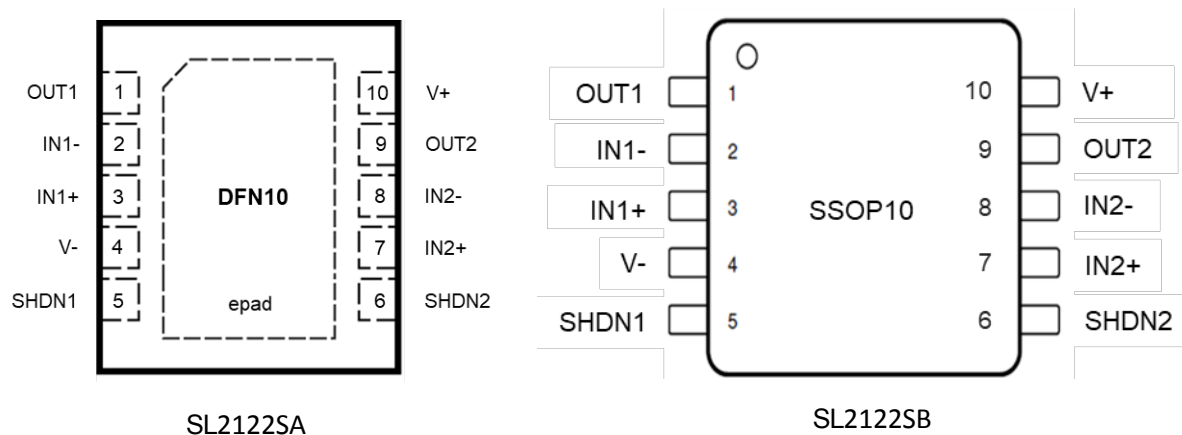 OUT1 1 10 V+
IN1- 2 9 OUT2
IN1+ 3 DFN10 8 IN2-
V- 4 7 IN2+
SHDN1 5 epad 6 SHDN2
SL2122SA
OUT1 1 10 V+
IN1- 2 9 OUT2
IN1+ 3 SSOP10 8 IN2-
V- 4 7 IN2+
SHDN1 5 6 SHDN2
SL2122SB